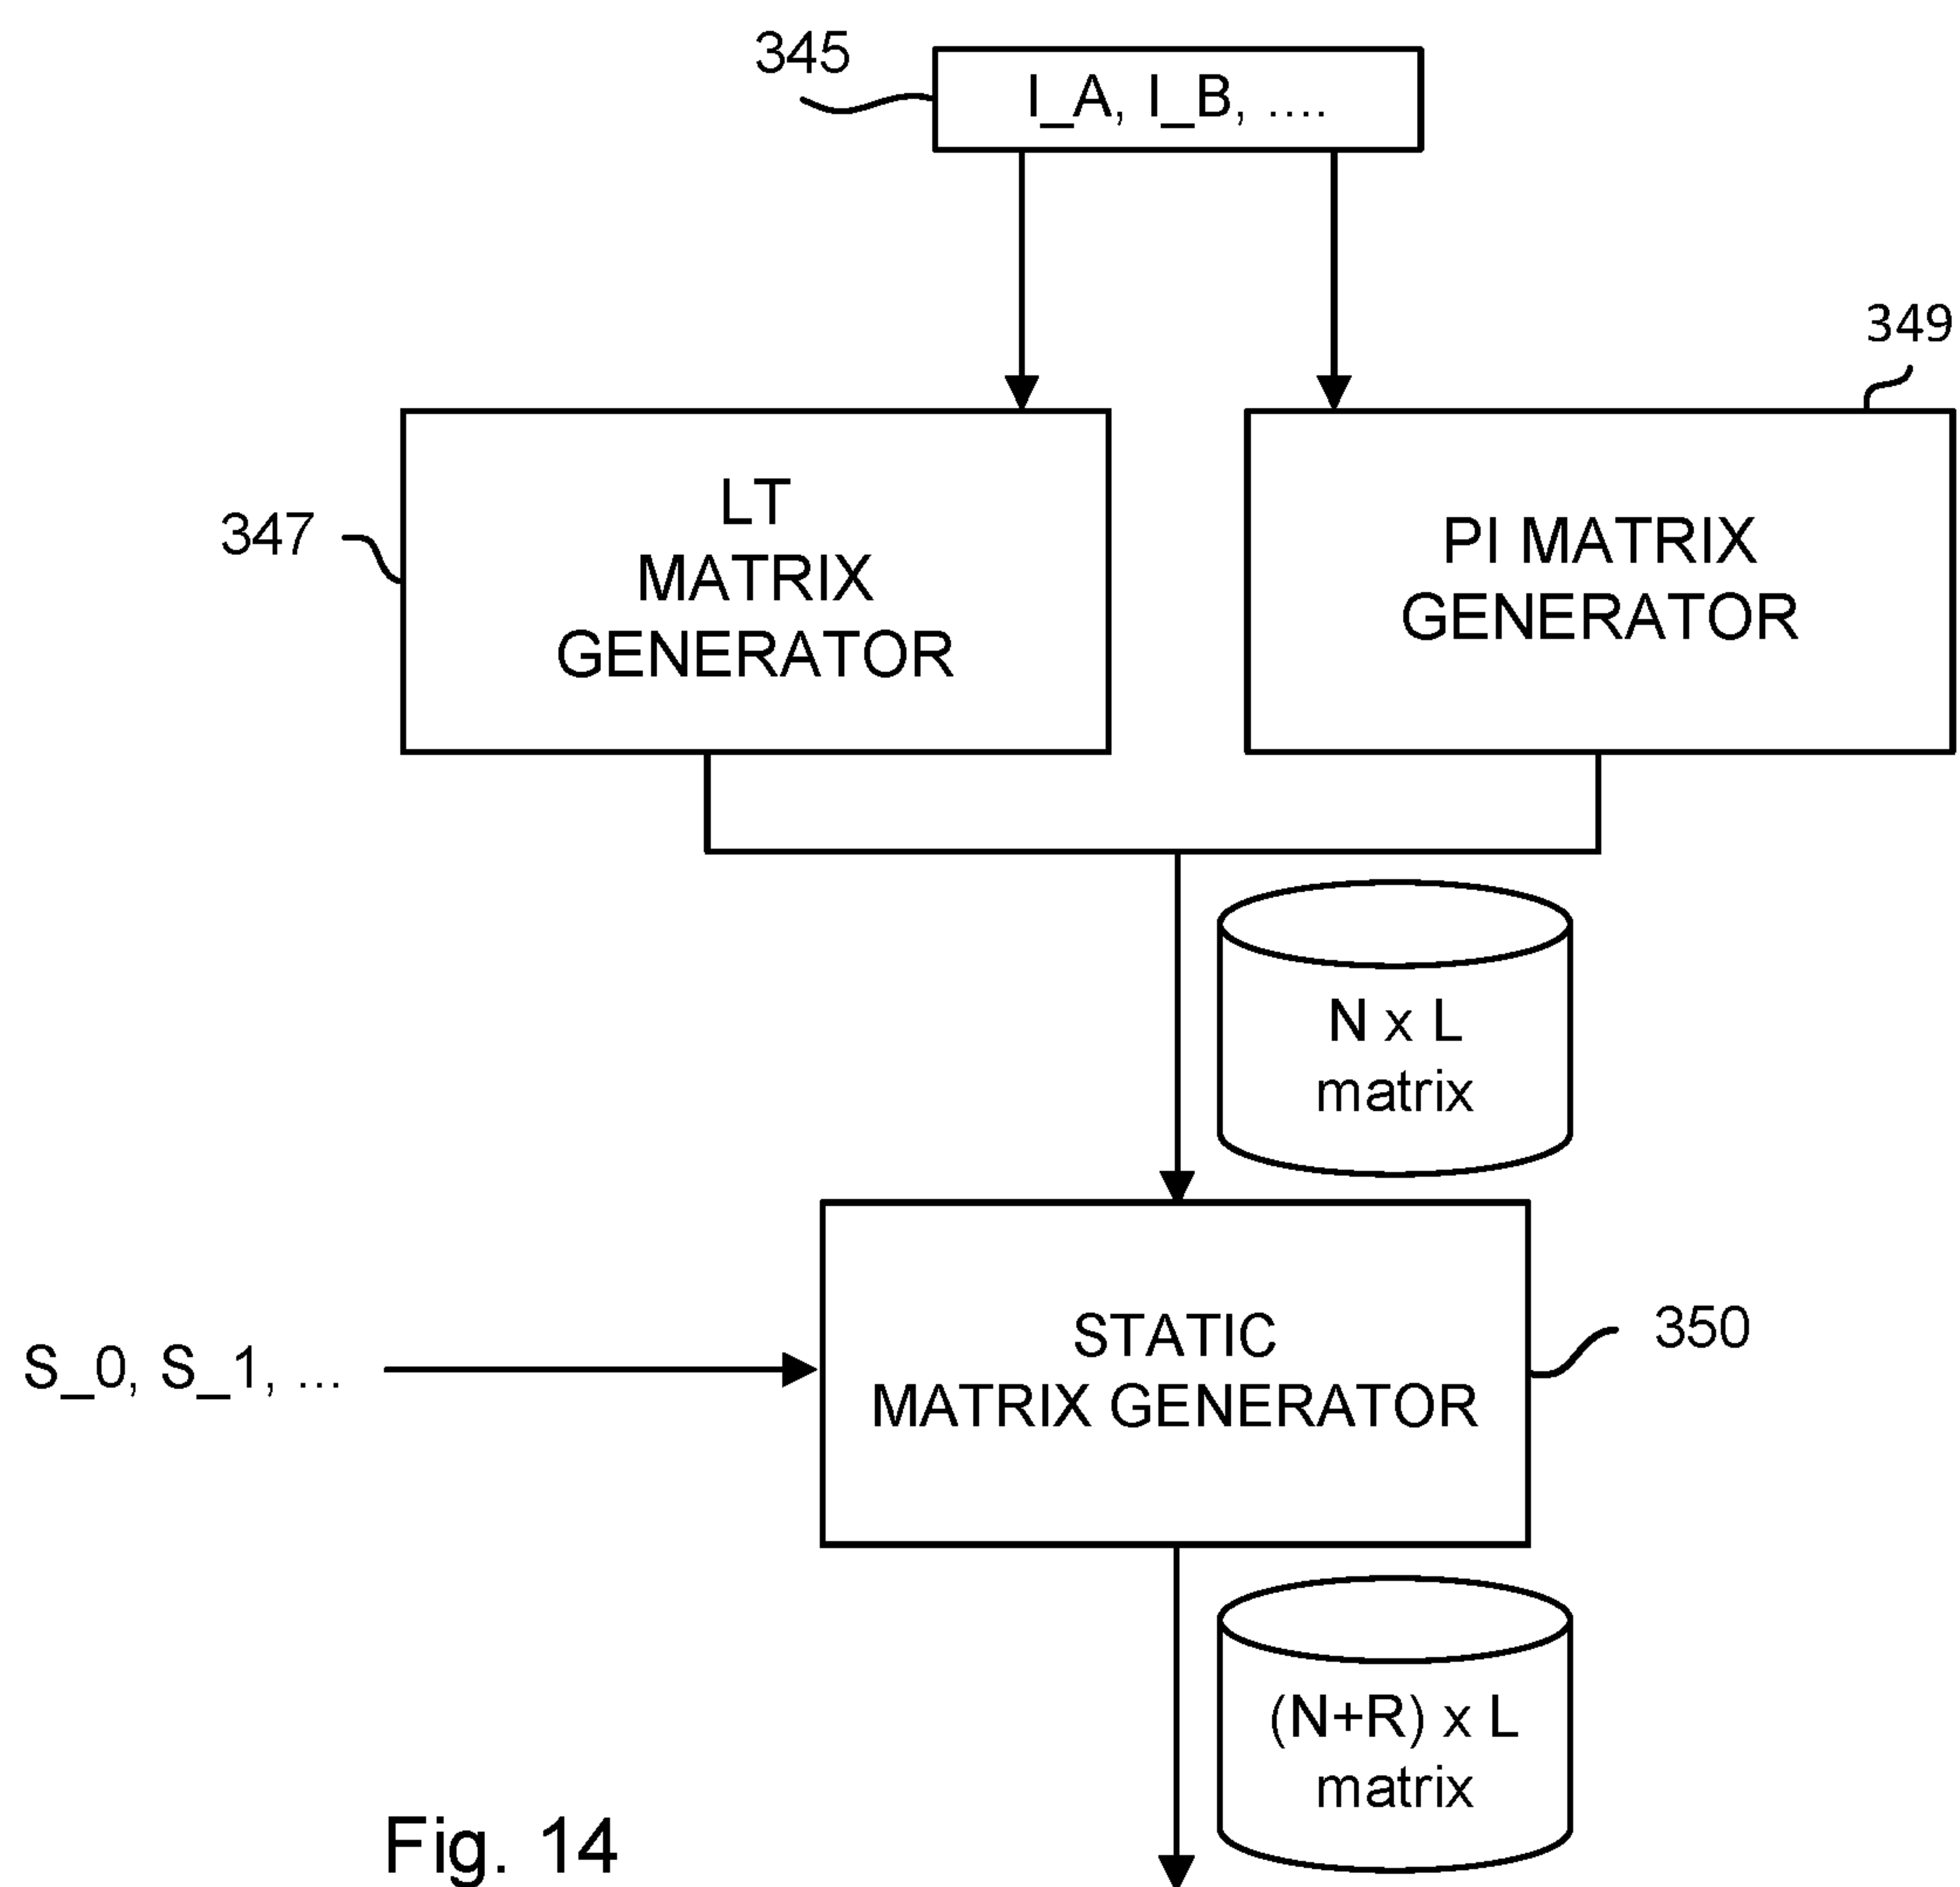 345
I_A, I_B, ....
349
347
LT
MATRIX
GENERATOR
PI MATRIX
GENERATOR
N x L
matrix
S_0, S_1, ...
STATIC
MATRIX GENERATOR
350
(N+R) x L
matrix
Fig. 14